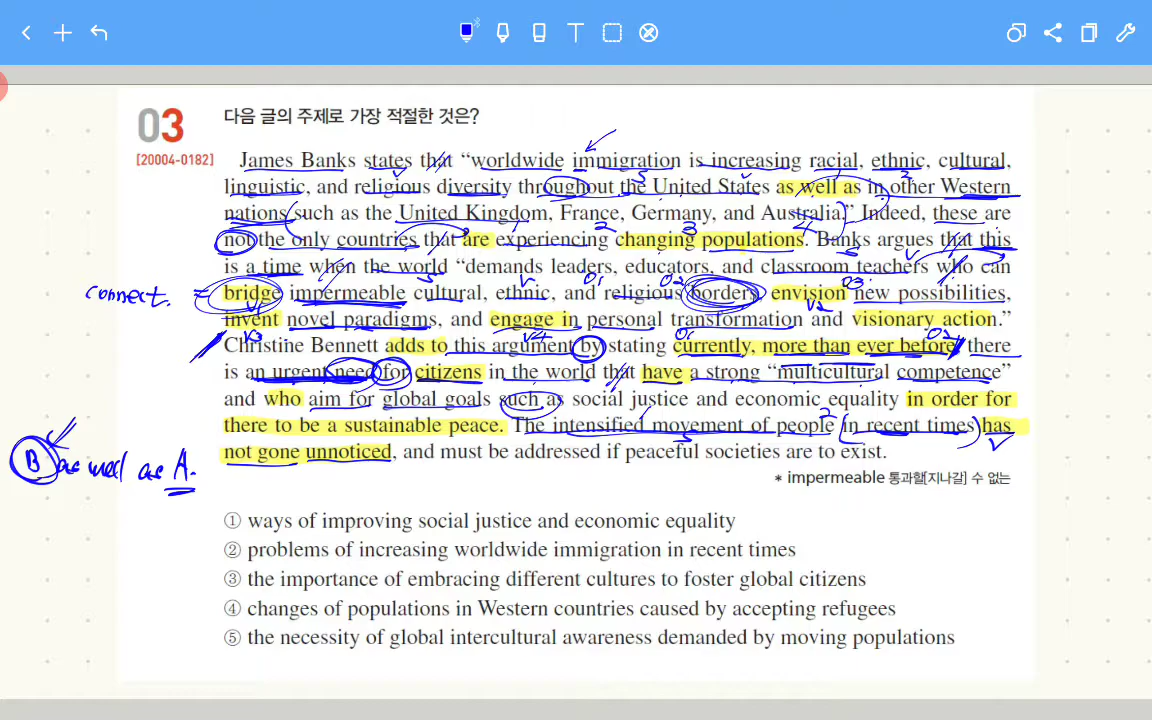 03
[20004-0182]
다음 글의 주제로 가장 적절한 것은?
James Banks states that “worldwide immigration is increasing racial, ethnic, cultural,
linguistic, and religious diversity throughout the United States as well as in other Western
nations such as the United Kingdom, France, Germany, and Australia.” Indeed, these are
not the only countries that are experiencing changing populations. Banks argues that this
is a time when the world “demands leaders, educators, and classroom teachers who can
connect. = bridge impermeable cultural, ethnic, and religious borders, envision new possibilities,
invent novel paradigms, and engage in personal transformation and visionary action.”
Christine Bennett adds to this argument by stating currently, more than ever before, there
is an urgent need for citizens in the world that have a strong “multicultural competence”
and who aim for global goals such as social justice and economic equality in order for
there to be a sustainable peace. The intensified movement of people in recent times has
not gone unnoticed, and must be addressed if peaceful societies are to exist.
B as well as A.
* impermeable 통과할[지나갈] 수 없는
① ways of improving social justice and economic equality
② problems of increasing worldwide immigration in recent times
③ the importance of embracing different cultures to foster global citizens
④ changes of populations in Western countries caused by accepting refugees
⑤ the necessity of global intercultural awareness demanded by moving populations